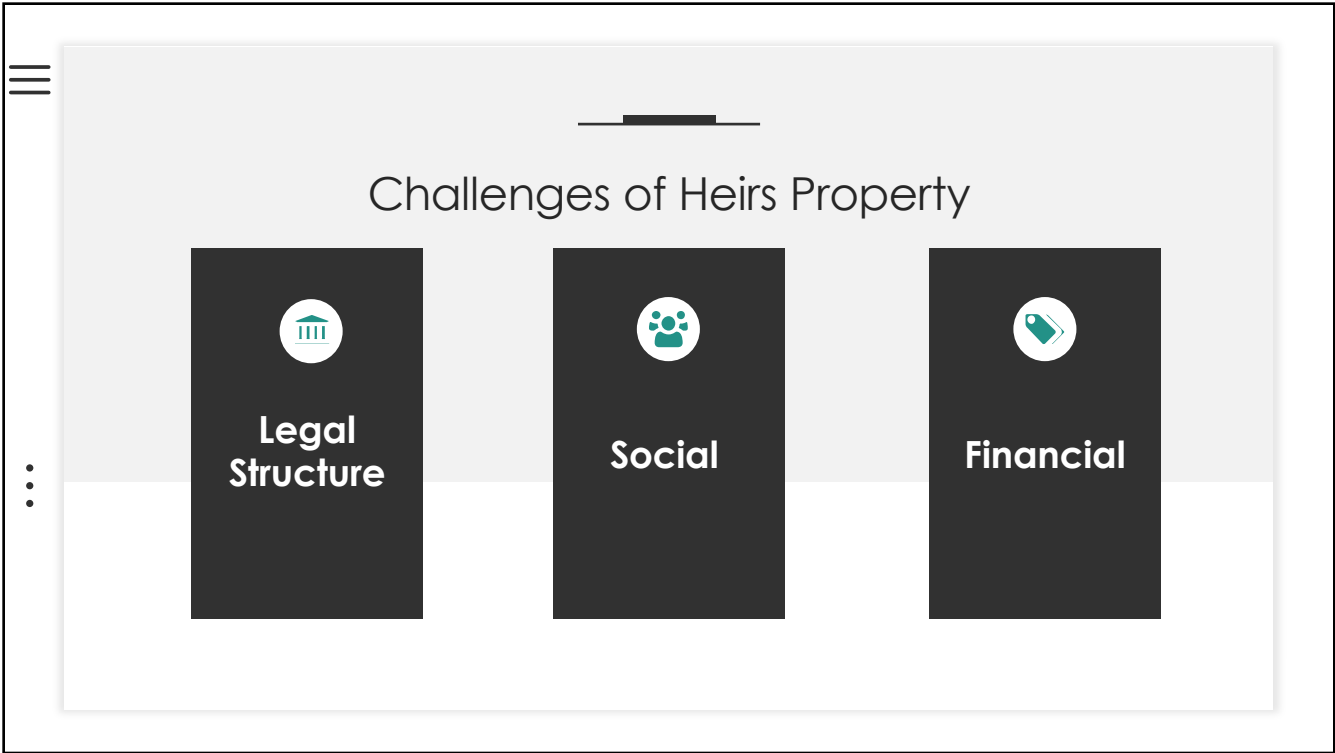 Challenges of Heirs Property
Legal
Structure
Social
Financial